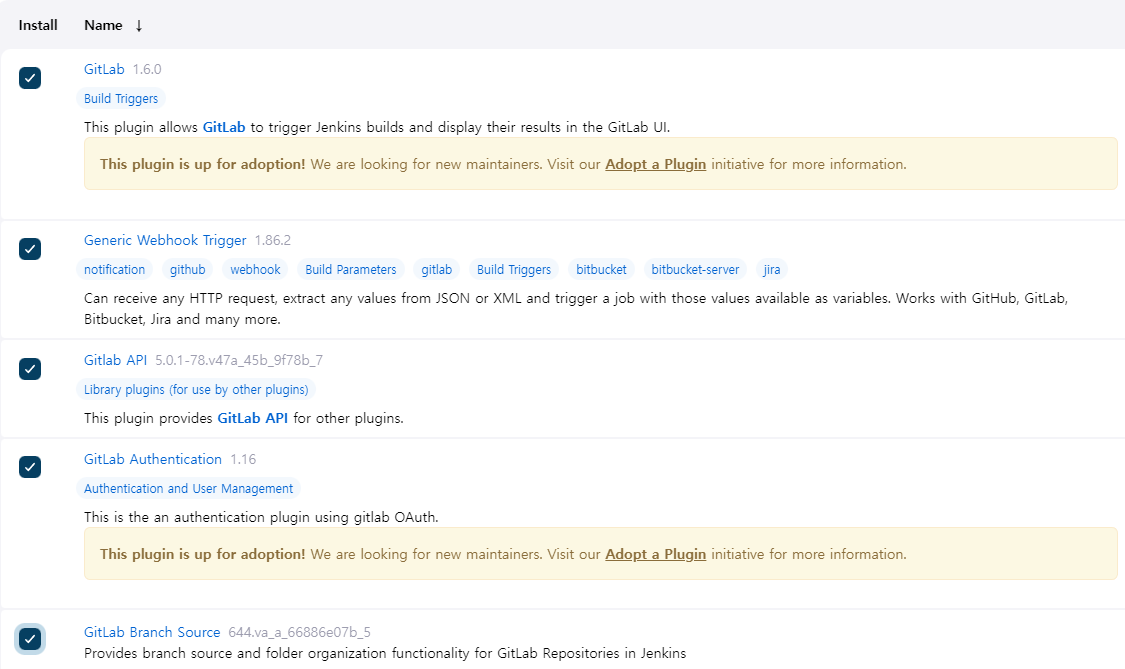 Install Name ↓
GitLab 1.6.0
Build Triggers
This plugin allows GitLab to trigger Jenkins builds and display their results in the GitLab UI.
This plugin is up for adoption! We are looking for new maintainers. Visit our Adopt a Plugin initiative for more information.
Generic Webhook Trigger 1.86.2
notification github webhook Build Parameters gitlab Build Triggers bitbucket bitbucket-server jira
Can receive any HTTP request, extract any values from JSON or XML and trigger a job with those values available as variables. Works with GitHub, GitLab,
Bitbucket, Jira and many more.
Gitlab API 5.0.1-78.v47a_45b_9f78b_7
Library plugins (for use by other plugins)
This plugin provides GitLab API for other plugins.
GitLab Authentication 1.16
Authentication and User Management
This is the an authentication plugin using gitlab OAuth.
This plugin is up for adoption! We are looking for new maintainers. Visit our Adopt a Plugin initiative for more information.
GitLab Branch Source 644.va_a_66886e07b_5
Provides branch source and folder organization functionality for GitLab Repositories in Jenkins